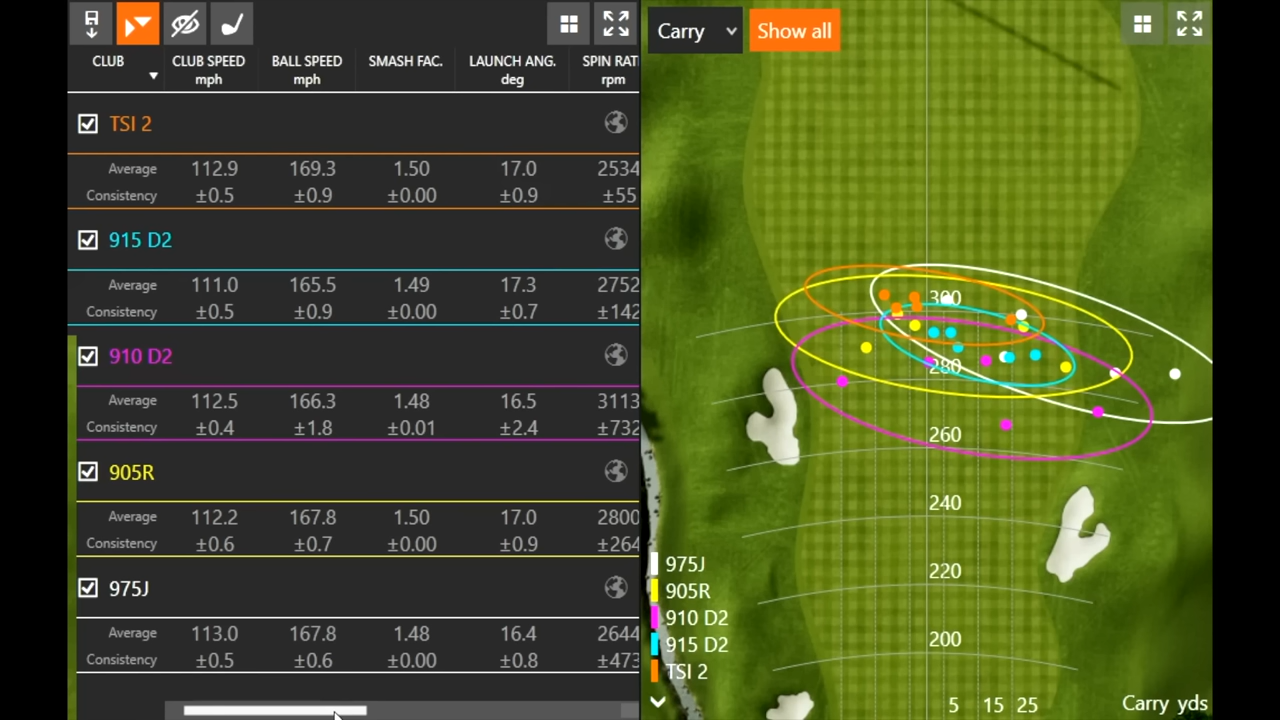 CLUB CLUB SPEED BALL SPEED SMASH FAC. LAUNCH ANG. SPIN RAT
mph mph deg rpm
TSI 2
Average 112.9 169.3 1.50 17.0 2534
Consistency ±0.5 ±0.9 ±0.00 ±0.9 ±55
915 D2
Average 111.0 165.5 1.49 17.3 2752
Consistency ±0.5 ±0.9 ±0.00 ±0.7 ±142
910 D2
Average 112.5 166.3 1.48 16.5 3113
Consistency ±0.4 ±1.8 ±0.01 ±2.4 ±732
905R
Average 112.2 167.8 1.50 17.0 2800
Consistency ±0.6 ±0.7 ±0.00 ±0.9 ±264
975J
Average 113.0 167.8 1.48 16.4 2644
Consistency ±0.5 ±0.6 ±0.00 ±0.8 ±473
Carry Show all
300
280
260
240
220
200
975J
905R
910 D2
915 D2
TSI 2
5 15 25 Carry yds